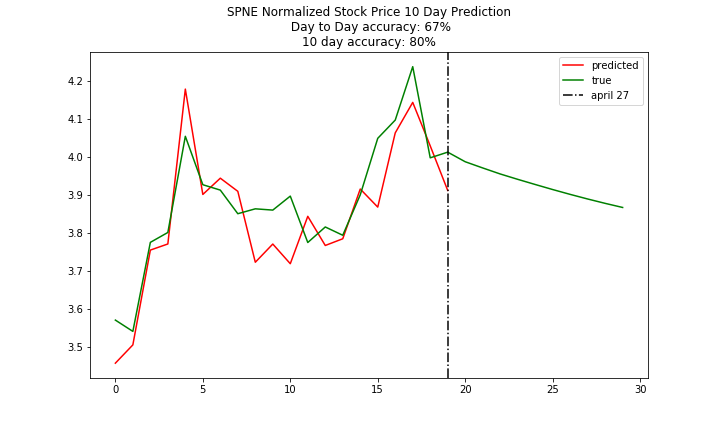 SPNE Normalized Stock Price 10 Day Prediction
Day to Day accuracy: 67%
10 day accuracy: 80%
predicted
true
april 27
4.2
4.1
4.0
3.9
3.8
3.7
3.6
3.5
0 5 10 15 20 25 30